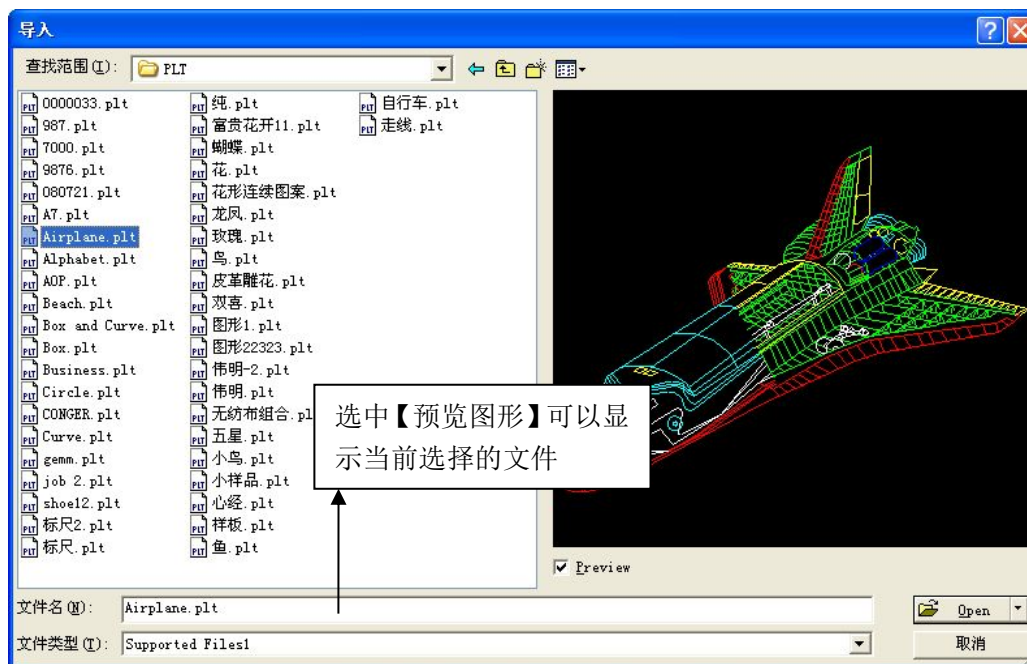 导入
查找范围(I): PLT
0000033.plt
987.plt
7000.plt
9876.plt
080721.plt
A7.plt
Airplane.plt
Alphabet.plt
AOP.plt
Beach.plt
Box and Curve.plt
Box.plt
Business.plt
Circle.plt
CONGER.plt
Curve.plt
gemm.plt
job 2.plt
shoe12.plt
标尺2.plt
标尺.plt
纯.plt
富贵花开11.plt
蝴蝶.plt
花.plt
花形连续图案.plt
龙凤.plt
玫瑰.plt
鸟.plt
皮革雕花.plt
双喜.plt
图形1.plt
图形22323.plt
伟明-2.plt
伟明.plt
无纺布组合.pl
五星.plt
小鸟.plt
小样品.plt
心经.plt
样板.plt
鱼.plt
自行车.plt
走线.plt
选中【预览图形】可以显
示当前选择的文件
Preview
文件名(N): Airplane.plt
Open
文件类型(T): Supported Files1
取消